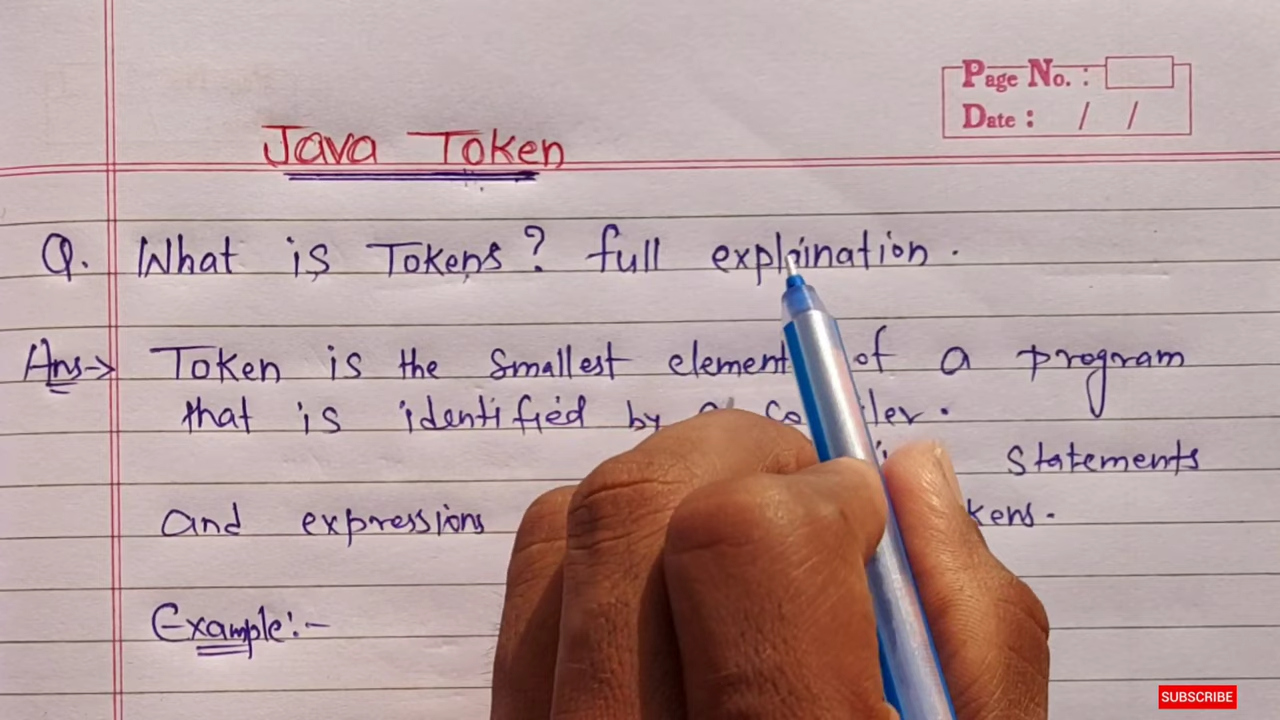 Page No. :
Date : / /
Java Token
Q. What is Tokens? full explaination.
Ans-> Token is the smallest element of a program
that is identified by a
Statements
and expressions
Example:-
SUBSCRIBE